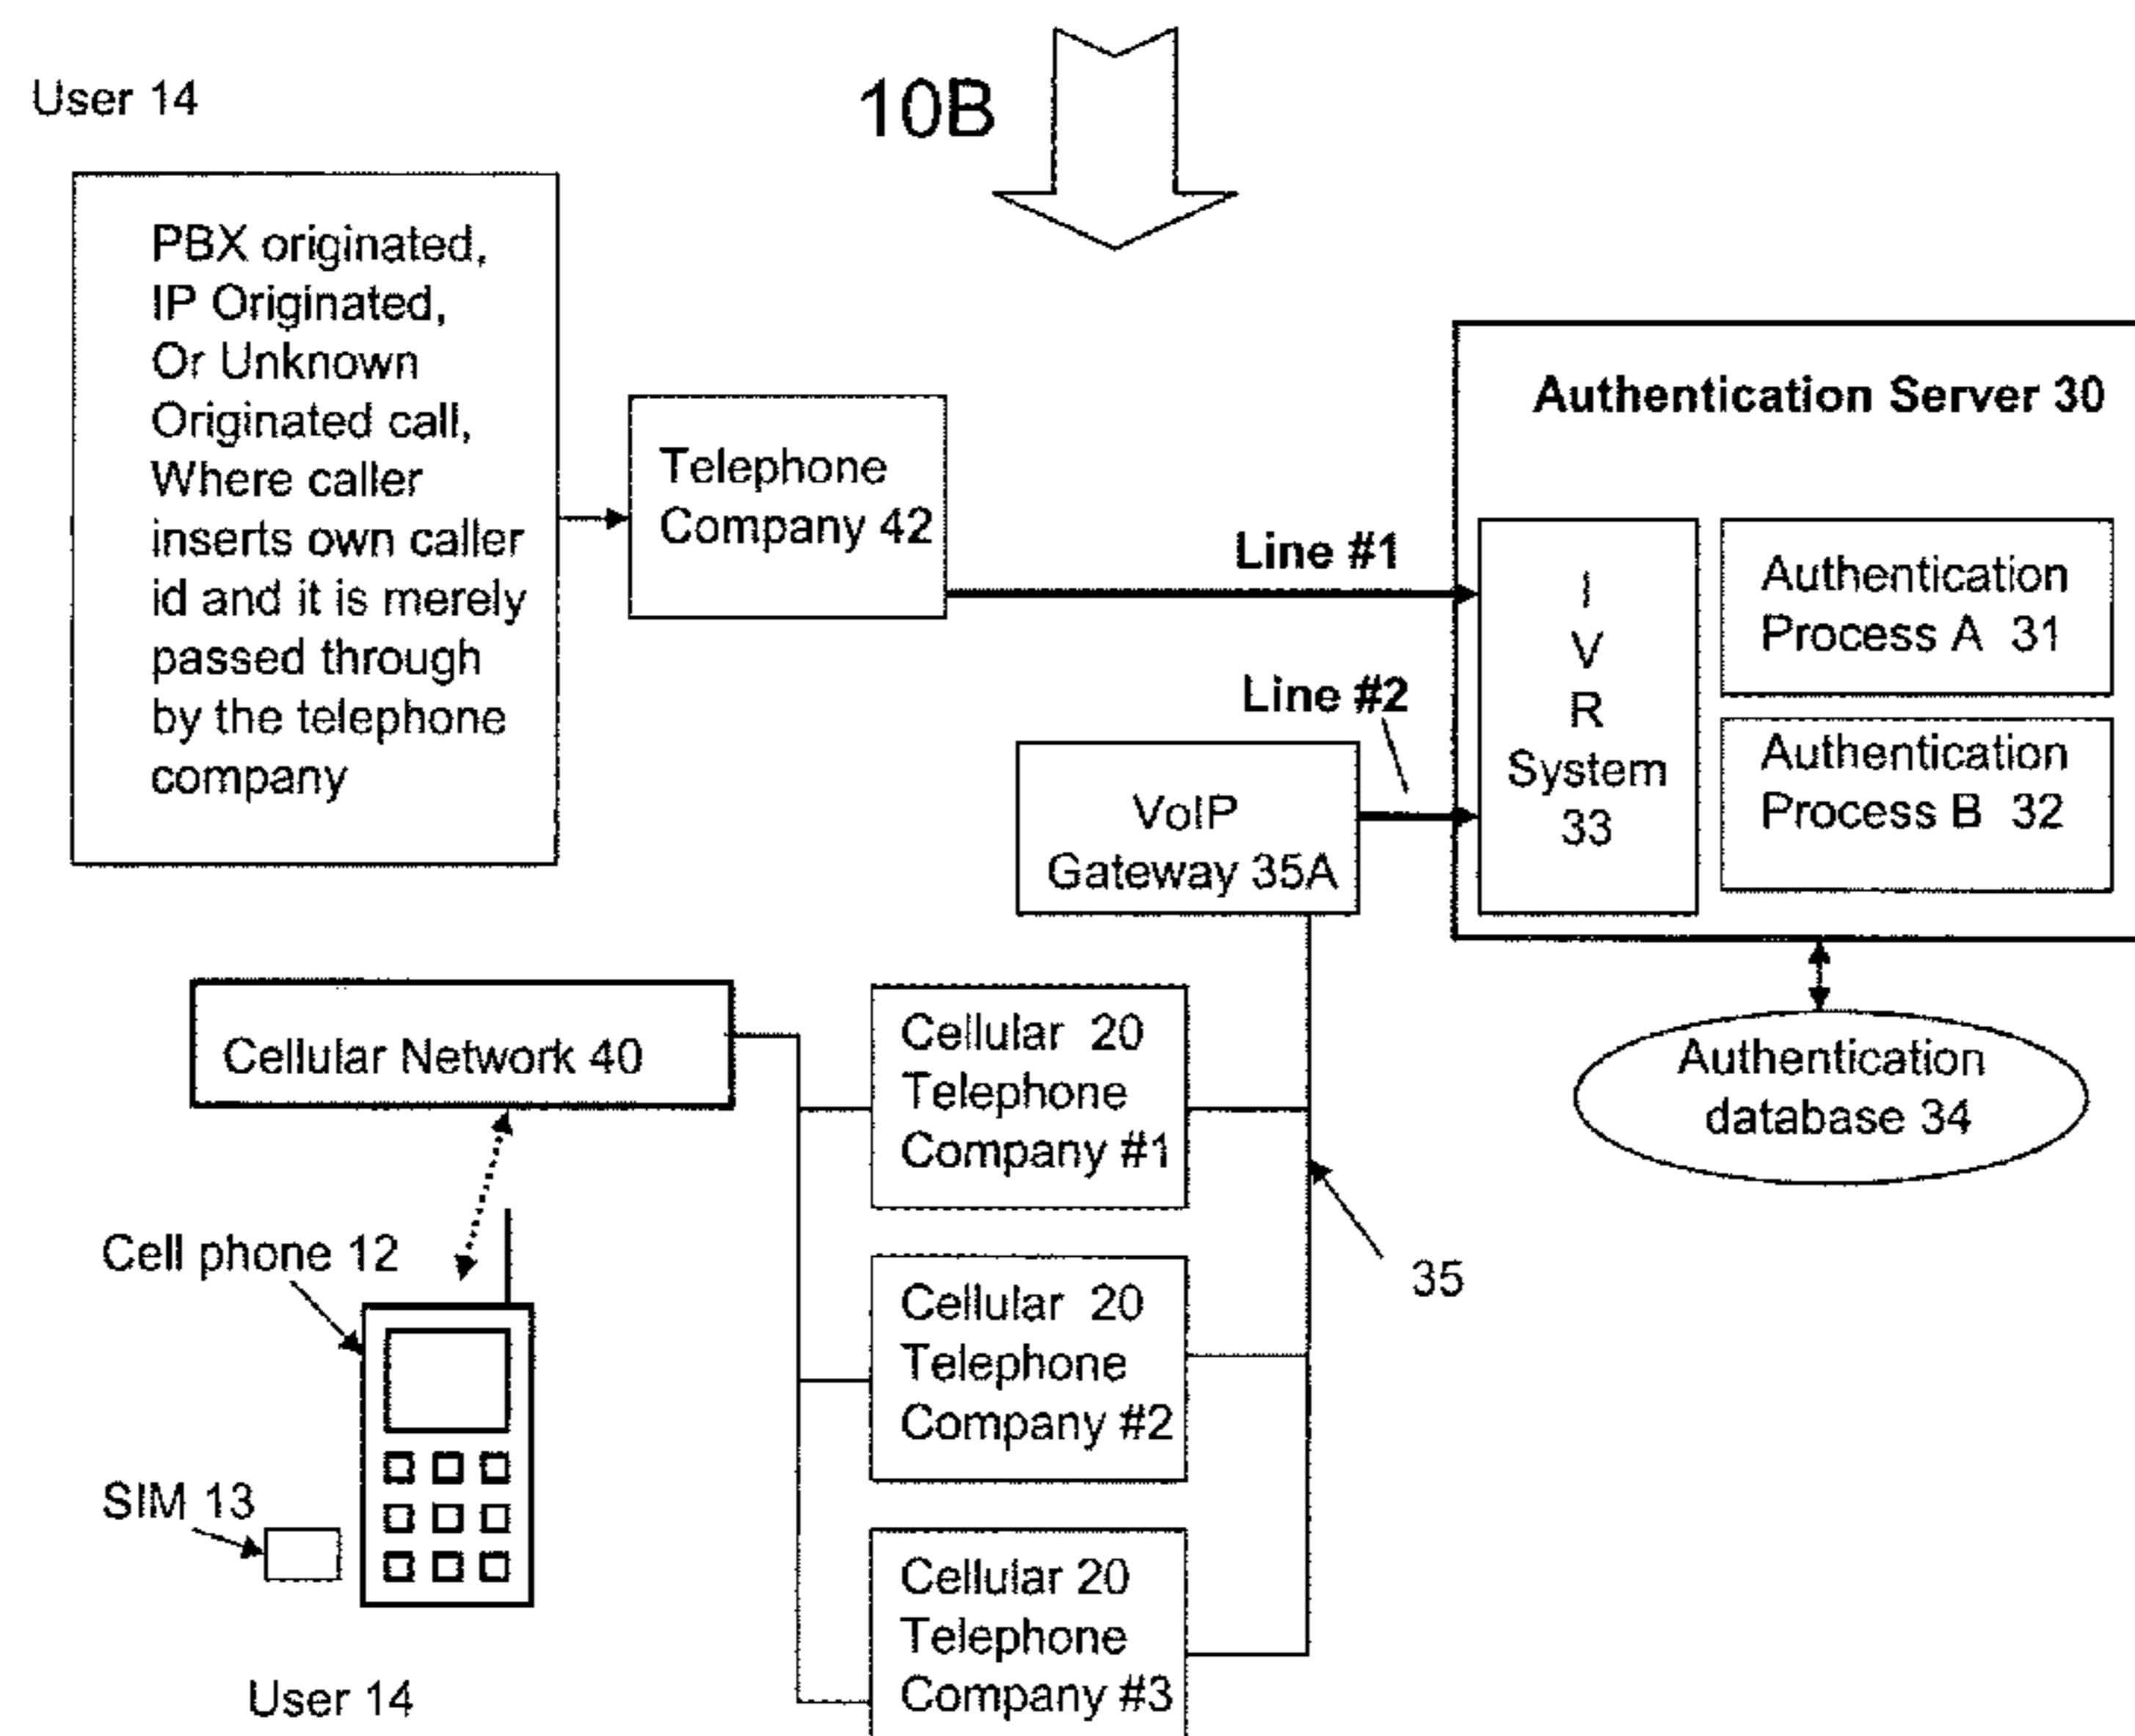 User 14
10B
PBX originated,
IP Originated,
Or Unknown
Originated call,
Where caller
inserts own caller
id and it is merely
passed through
by the telephone
company
Telephone
Company 42
Line #1
Line #2
Authentication Server 30
I
V
R
System
33
Authentication
Process A 31
Authentication
Process B 32
VoIP
Gateway 35A
Authentication
database 34
Cellular Network 40
Cellular 20
Telephone
Company #1
Cellular 20
Telephone
Company #2
Cellular 20
Telephone
Company #3
35
Cell phone 12
SIM 13
User 14